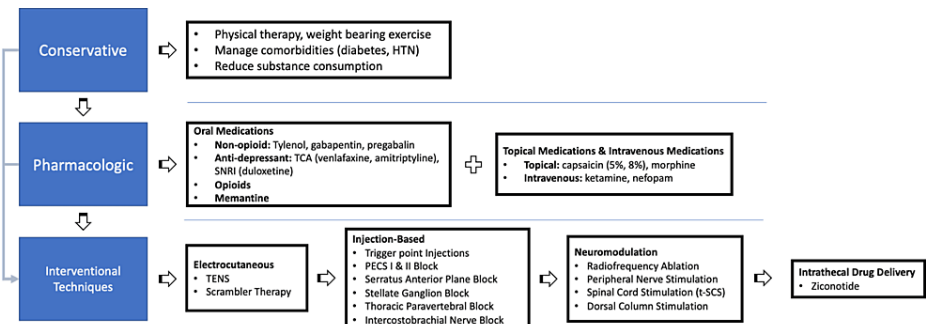 Conservative
• Physical therapy, weight bearing exercise
• Manage comorbidities (diabetes, HTN)
• Reduce substance consumption
Pharmacologic
Oral Medications
• Non-opioid: Tylenol, gabapentin, pregabalin
• Anti-depressant: TCA (venlafaxine, amitriptyline),
SNRI (duloxetine)
• Opioids
• Memantine
Topical Medications & Intravenous Medications
• Topical: capsaicin (5%, 8%), morphine
• Intravenous: ketamine, nefopam
Interventional
Techniques
Electrocutaneous
• TENS
• Scrambler Therapy
Injection-Based
• Trigger point Injections
• PECS I & II Block
• Serratus Anterior Plane Block
• Stellate Ganglion Block
• Thoracic Paravertebral Block
• Intercostobrachial Nerve Block
Neuromodulation
• Radiofrequency Ablation
• Peripheral Nerve Stimulation
• Spinal Cord Stimulation (t-SCS)
• Dorsal Column Stimulation
Intrathecal Drug Delivery
• Ziconotide